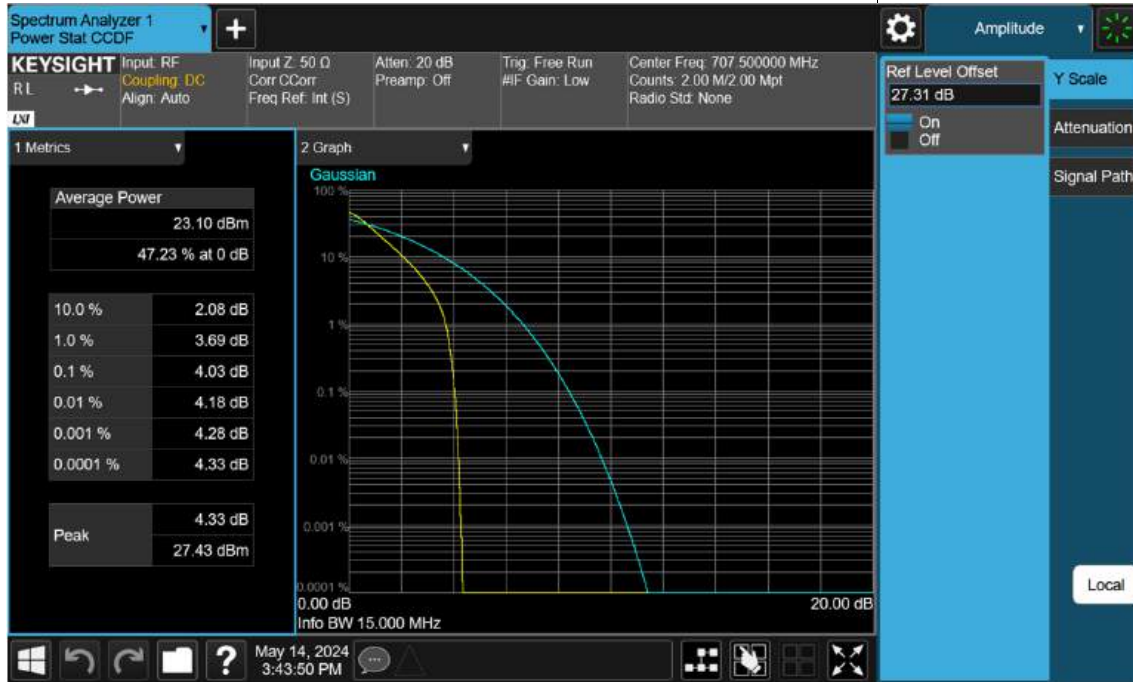 Spectrum Analyzer 1
Power Stat CCDF
+
Amplitude
KEYSIGHT
R L
LXI
Input: RF
Coupling: DC
Align: Auto
Input Z: 50 Ω
Corr CCorr
Freq Ref: Int (S)
Atten: 20 dB
Preamp: Off
Trig: Free Run
#IF Gain: Low
Center Freq: 707.500000 MHz
Counts: 2.00 M/2.00 Mpt
Radio Std: None
Ref Level Offset
27.31 dB
On
Off
Y Scale
Attenuation
Signal Path
Local
1 Metrics
Average Power
23.10 dBm
47.23 % at 0 dB
10.0 % 2.08 dB
1.0 % 3.69 dB
0.1 % 4.03 dB
0.01 % 4.18 dB
0.001 % 4.28 dB
0.0001 % 4.33 dB
Peak
4.33 dB
27.43 dBm
2 Graph
Gaussian
100 %
10 %
1 %
0.1 %
0.01 %
0.001 %
0.0001 %
0.00 dB 20.00 dB
Info BW 15.000 MHz
?
May 14, 2024
3:43:50 PM